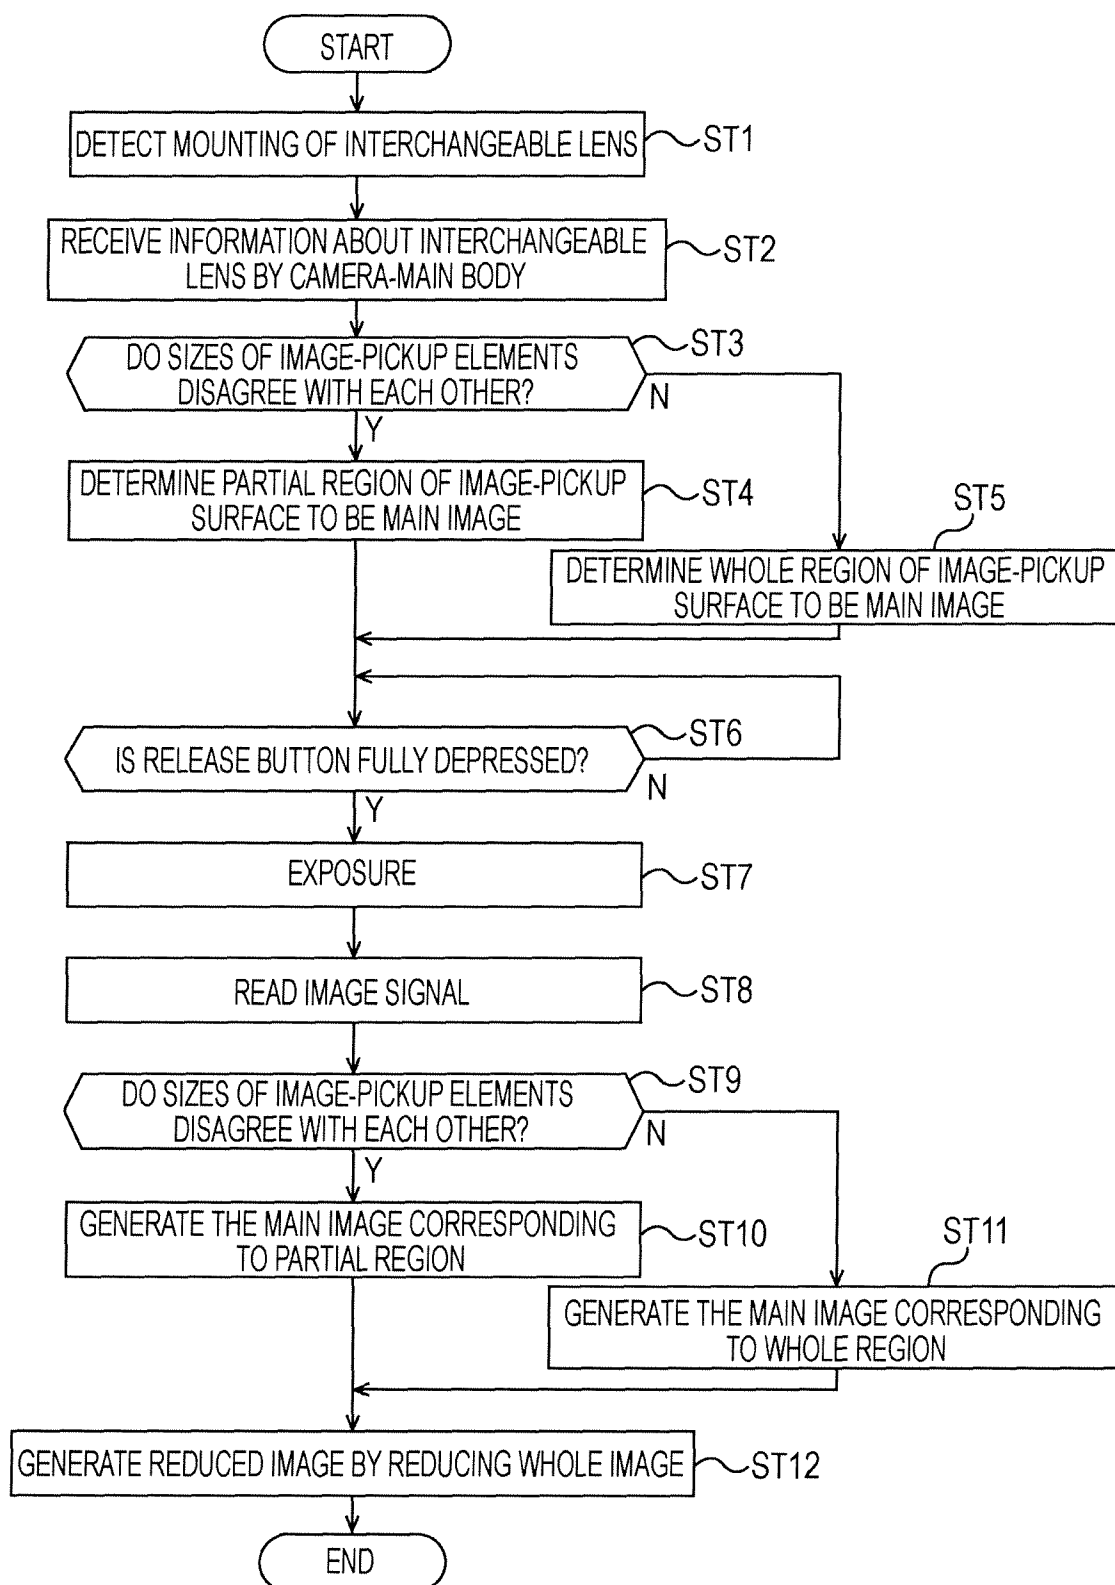 START
DETECT MOUNTING OF INTERCHANGEABLE LENS
ST1
RECEIVE INFORMATION ABOUT INTERCHANGEABLE
LENS BY CAMERA-MAIN BODY
ST2
DO SIZES OF IMAGE-PICKUP ELEMENTS
DISAGREE WITH EACH OTHER?
ST3
N
Y
DETERMINE PARTIAL REGION OF IMAGE-PICKUP
SURFACE TO BE MAIN IMAGE
ST4
ST5
DETERMINE WHOLE REGION OF IMAGE-PICKUP
SURFACE TO BE MAIN IMAGE
IS RELEASE BUTTON FULLY DEPRESSED?
ST6
N
Y
EXPOSURE
ST7
READ IMAGE SIGNAL
ST8
DO SIZES OF IMAGE-PICKUP ELEMENTS
DISAGREE WITH EACH OTHER?
ST9
N
Y
GENERATE THE MAIN IMAGE CORRESPONDING
TO PARTIAL REGION
ST10
ST11
GENERATE THE MAIN IMAGE CORRESPONDING
TO WHOLE REGION
GENERATE REDUCED IMAGE BY REDUCING WHOLE IMAGE
ST12
END